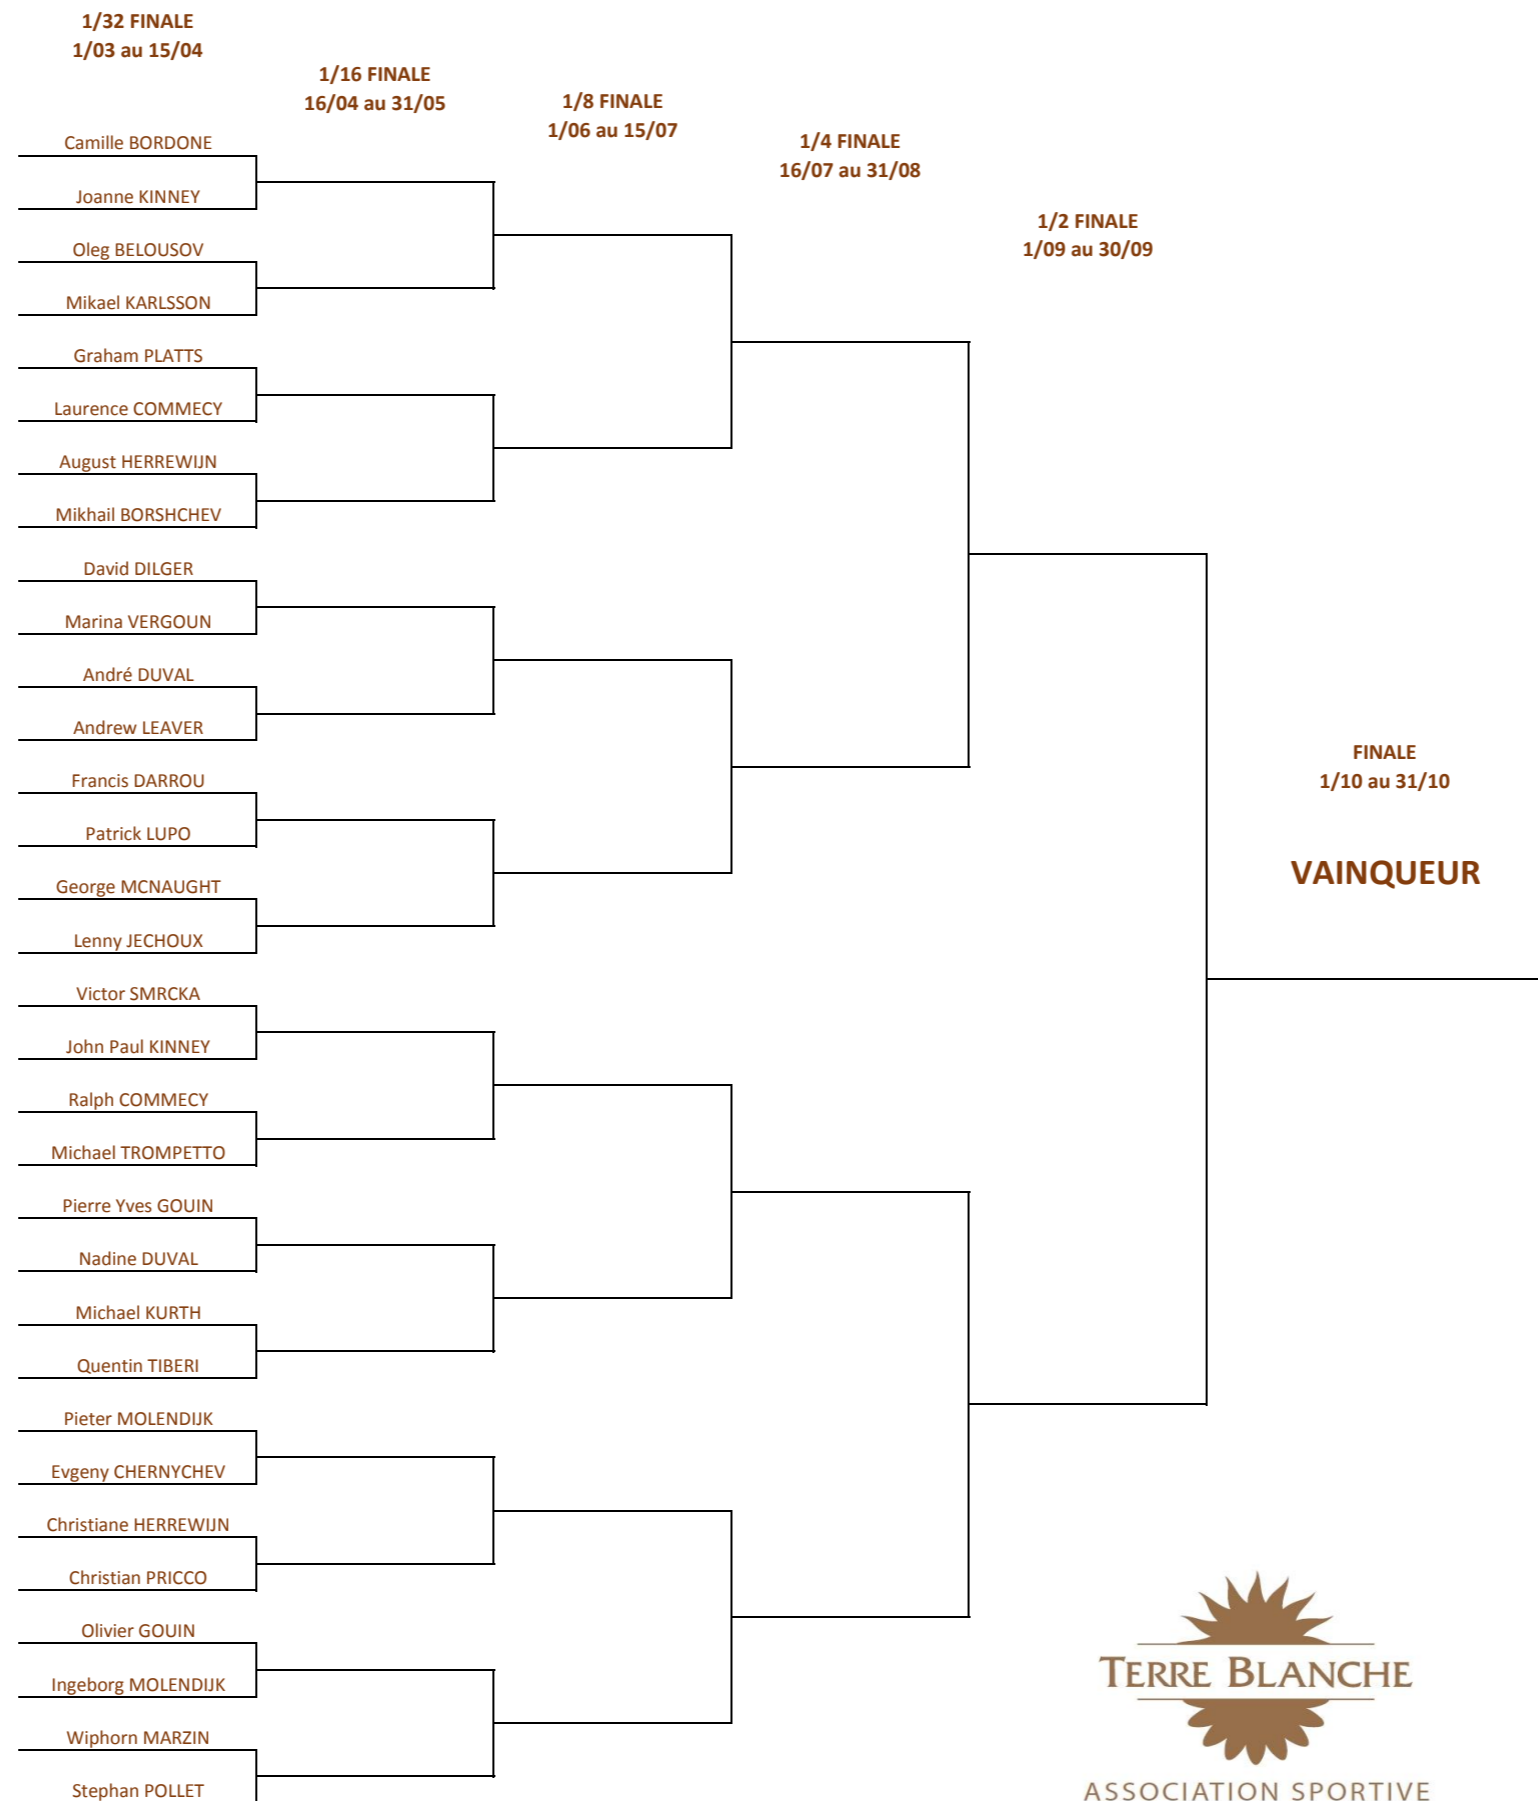 1/32 FINALE
1/03 au 15/04
1/16 FINALE
16/04 au 31/05
1/8 FINALE
1/06 au 15/07
1/4 FINALE
16/07 au 31/08
1/2 FINALE
1/09 au 30/09
FINALE
1/10 au 31/10
VAINQUEUR
Camille BORDONE
Joanne KINNEY
Oleg BELOUSOV
Mikael KARLSSON
Graham PLATTS
Laurence COMMECY
August HERREWIJN
Mikhail BORSHCHEV
David DILGER
Marina VERGOUN
André DUVAL
Andrew LEAVER
Francis DARROU
Patrick LUPO
George MCNAUGHT
Lenny JECHOUX
Victor SMRCKA
John Paul KINNEY
Ralph COMMECY
Michael TROMPETTO
Pierre Yves GOUIN
Nadine DUVAL
Michael KURTH
Quentin TIBERI
Pieter MOLENDIJK
Evgeny CHERNYCHEV
Christiane HERREWIJN
Christian PRICCO
Olivier GOUIN
Ingeborg MOLENDIJK
Wiphorn MARZIN
Stephan POLLET
TERRE BLANCHE
ASSOCIATION SPORTIVE